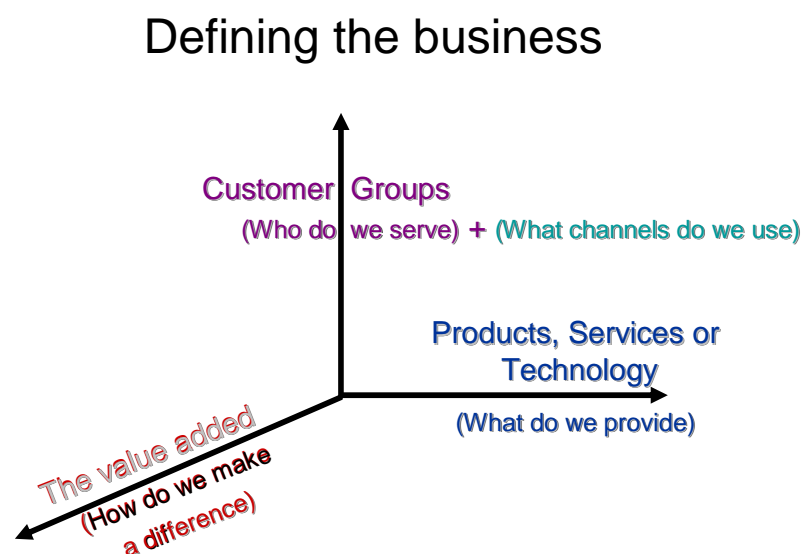 Defining the business
Customer Groups
(Who do we serve) + (What channels do we use)
Products, Services or
Technology
(What do we provide)
The value added
(How do we make
a difference)